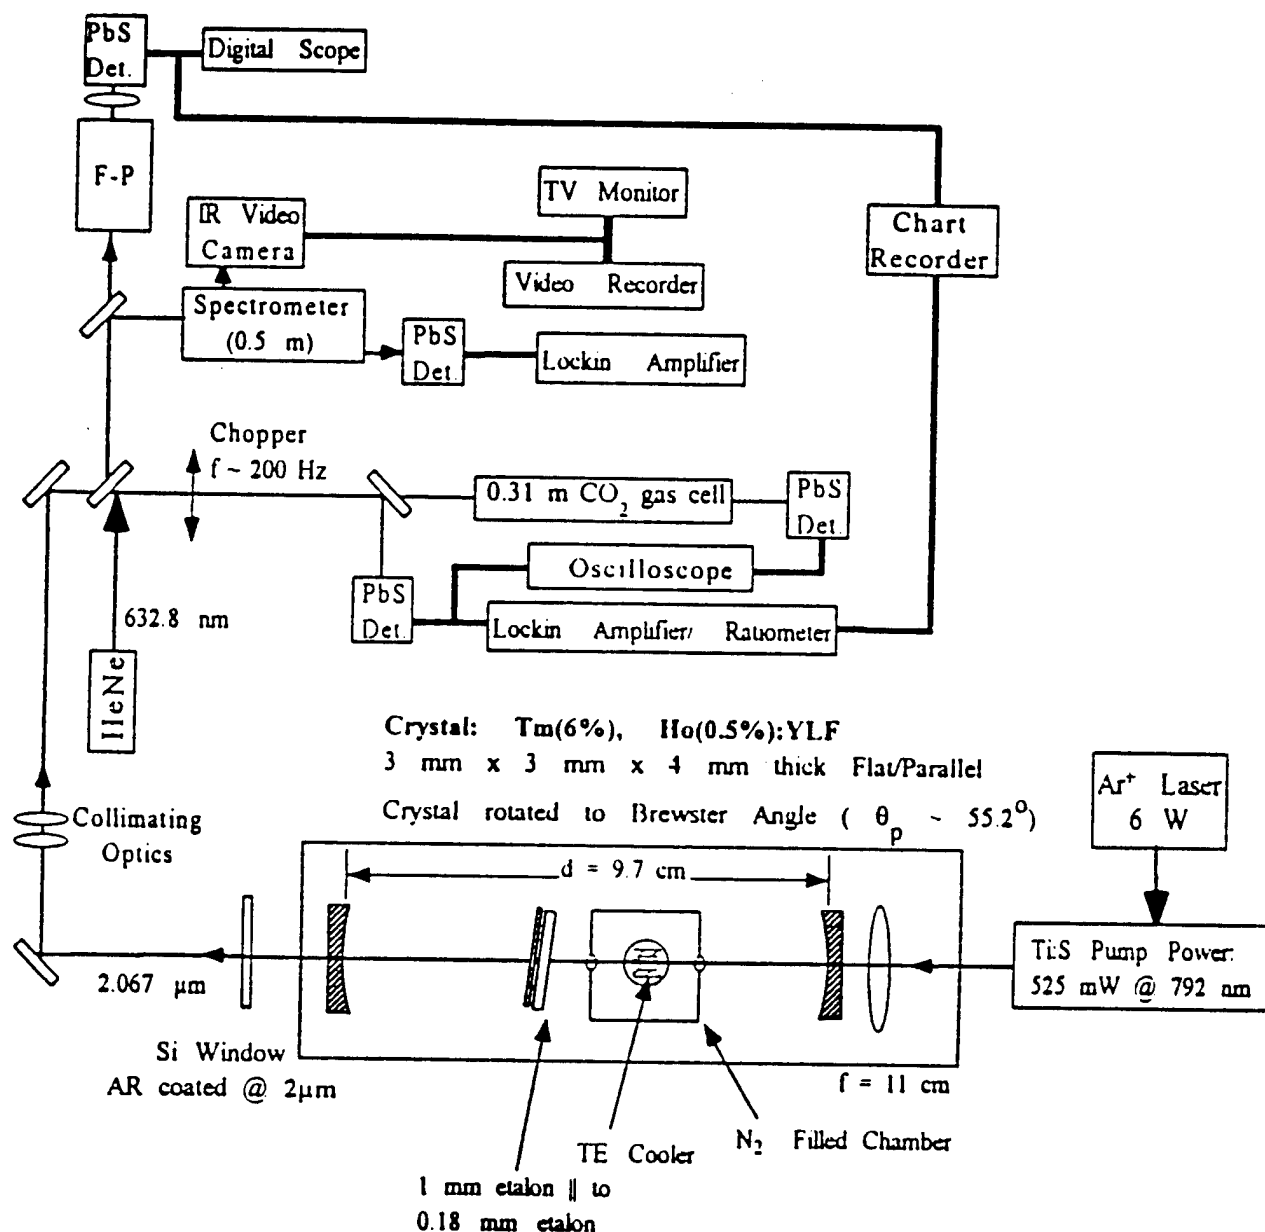 PbS
Det.
Digital Scope
F-P
IR Video
Camera
TV Monitor
Video Recorder
Chart
Recorder
Spectrometer
(0.5 m)
PbS
Det.
Lockin Amplifier
Chopper
f ~ 200 Hz
0.31 m CO2 gas cell
PbS
Det.
Oscilloscope
PbS
Det.
Lockin Amplifier/ Ratiometer
632.8 nm
HeNe
Crystal: Tm(6%), Ho(0.5%):YLF
3 mm x 3 mm x 4 mm thick Flat/Parallel
Crystal rotated to Brewster Angle ( θp ~ 55.2°)
Ar+ Laser
6 W
Collimating
Optics
d = 9.7 cm
Ti:S Pump Power:
525 mW @ 792 nm
2.067 µm
Si Window
AR coated @ 2µm
f = 11 cm
TE Cooler
N2 Filled Chamber
1 mm etalon || to
0.18 mm etalon